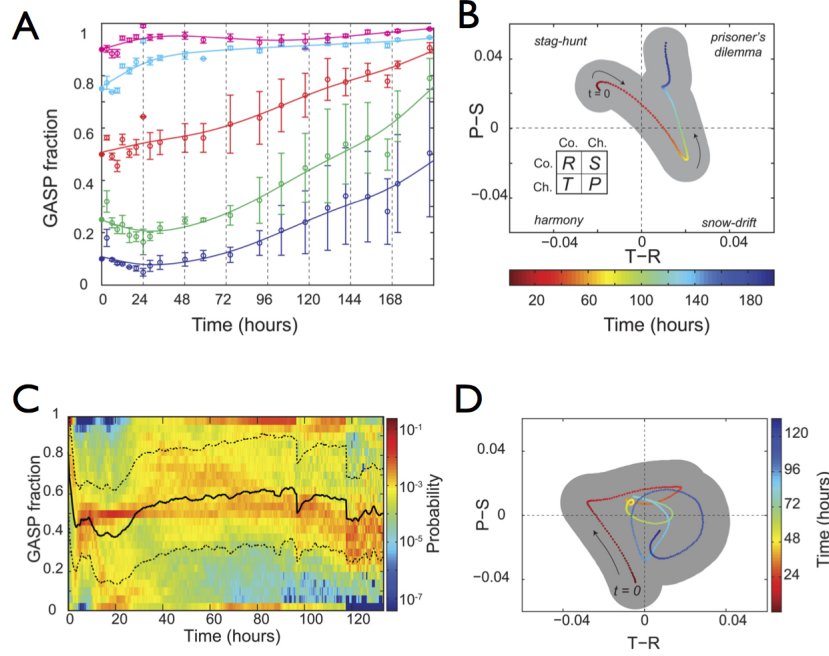 A
GASP fraction
1
0.8
0.6
0.4
0.2
0
0 24 48 72 96 120 144 168
Time (hours)
B
stag-hunt
prisoner's
dilemma
P−S
0.04
0
−0.04
t = 0
Co. Ch.
Co. R S
Ch. T P
harmony
snow-drift
−0.04 0 0.04
T−R
20 60 100 140 180
Time (hours)
C
GASP fraction
1
0.8
0.6
0.4
0.2
0
0 20 40 60 80 100 120
Time (hours)
10-1
10-3
10-5
10-7
Probability
D
P−S
0.04
0
−0.04
t = 0
−0.04 0 0.04
T−R
120
96
72
48
24
Time (hours)